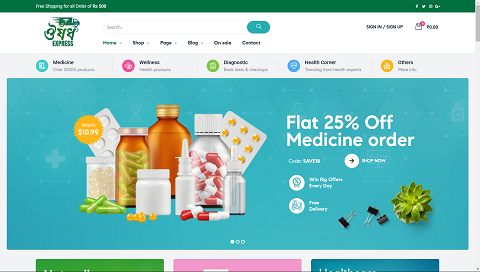 Free Shipping for all Order of Rs 500
ঔষধ
EXPRESS
Search...
SIGN IN / SIGN UP
0
₹0.00
Home
Shop
Page
Blog
On sale
Contact
Medicine
Over 25000 products
Wellness
Health products
Diagnostic
Book tests & checkups
Health Corner
Trending from health experts
Others
More info
Worth
$10.99
Flat 25% Off
Medicine order
Code: SAVE18
SHOP NOW
Win Big Offers
Every Day
Free
Delivery